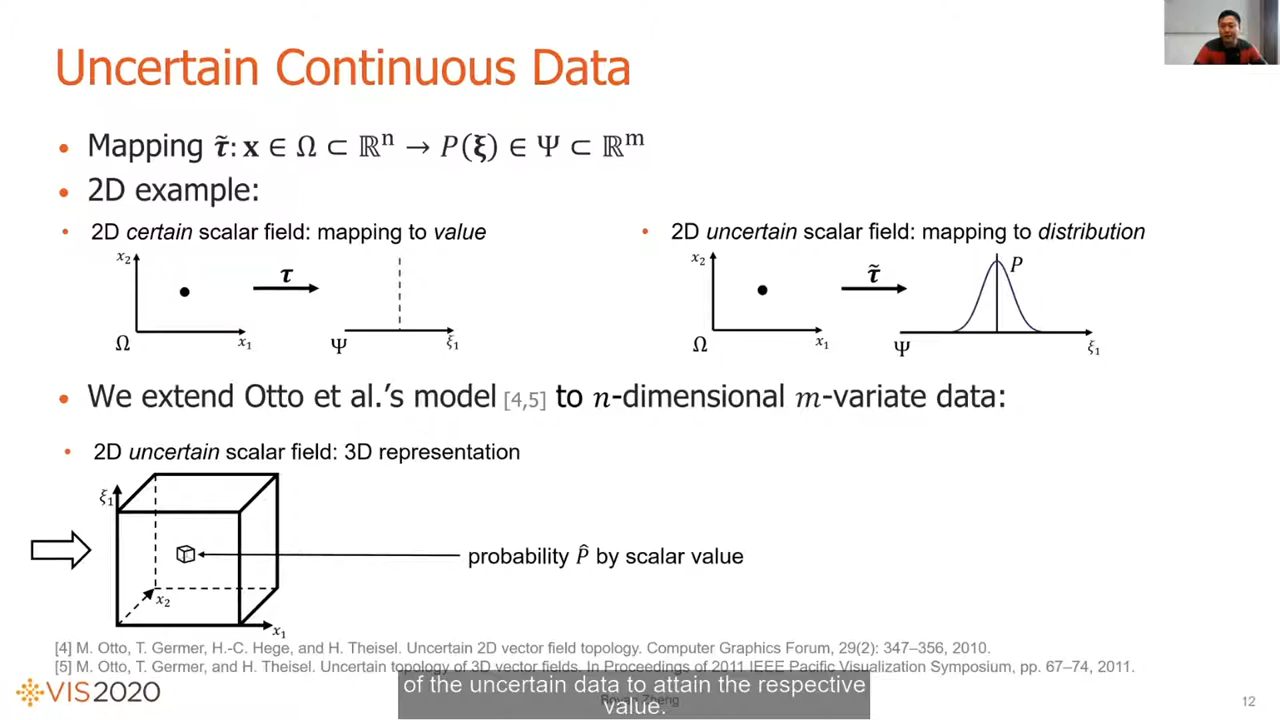 Uncertain Continuous Data
• Mapping τ̃: x ∈ Ω ⊂ ℝⁿ → P(ξ) ∈ Ψ ⊂ ℝᵐ
• 2D example:
• 2D certain scalar field: mapping to value
• 2D uncertain scalar field: mapping to distribution
x₂
τ
Ω
x₁
Ψ
ξ₁
x₂
τ̃
P
Ω
x₁
Ψ
ξ₁
• We extend Otto et al.’s model [4,5] to n-dimensional m-variate data:
• 2D uncertain scalar field: 3D representation
ξ₁
x₂
x₁
probability P̂ by scalar value
[4] M. Otto, T. Germer, H.-C. Hege, and H. Theisel. Uncertain 2D vector field topology. Computer Graphics Forum, 29(2): 347–356, 2010.
[5] M. Otto, T. Germer, and H. Theisel. Uncertain topology of 3D vector fields. In Proceedings of 2011 IEEE Pacific Visualization Symposium, pp. 67–74, 2011.
of the uncertain data to attain the respective
value.
VIS2020
12